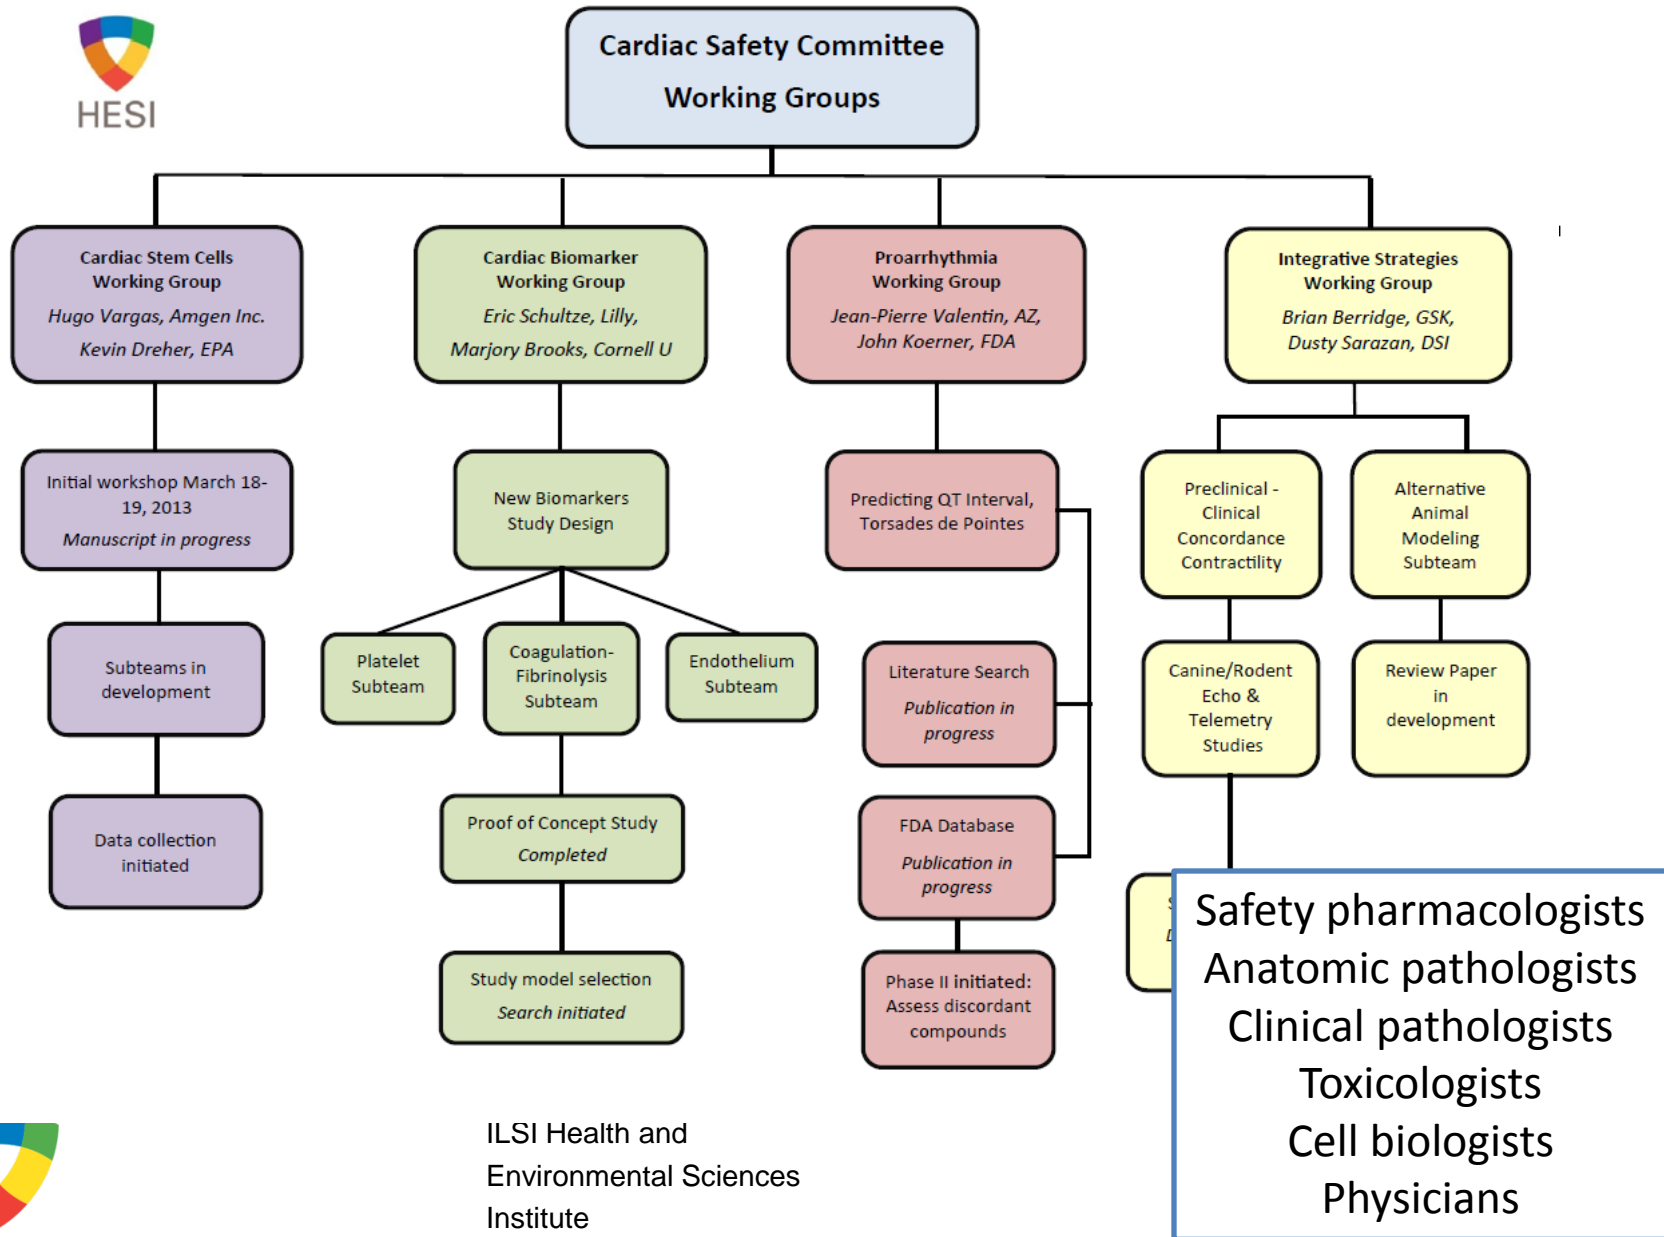 HESI
Cardiac Safety Committee
Working Groups
Cardiac Stem Cells
Working Group
Hugo Vargas, Amgen Inc.
Kevin Dreher, EPA
Cardiac Biomarker
Working Group
Eric Schultze, Lilly,
Marjory Brooks, Cornell U
Proarrhythmia
Working Group
Jean-Pierre Valentin, AZ,
John Koerner, FDA
Integrative Strategies
Working Group
Brian Berridge, GSK,
Dusty Sarazan, DSI
Initial workshop March 18-
19, 2013
Manuscript in progress
Subteams in
development
Data collection
initiated
New Biomarkers
Study Design
Platelet
Subteam
Coagulation-
Fibrinolysis
Subteam
Endothelium
Subteam
Proof of Concept Study
Completed
Study model selection
Search initiated
Predicting QT Interval,
Torsades de Pointes
Literature Search
Publication in
progress
FDA Database
Publication in
progress
Phase II initiated:
Assess discordant
compounds
Preclinical -
Clinical
Concordance
Contractility
Canine/Rodent
Echo &
Telemetry
Studies
Alternative
Animal
Modeling
Subteam
Review Paper
in
development
Safety pharmacologists
Anatomic pathologists
Clinical pathologists
Toxicologists
Cell biologists
Physicians
ILSI Health and
Environmental Sciences
Institute